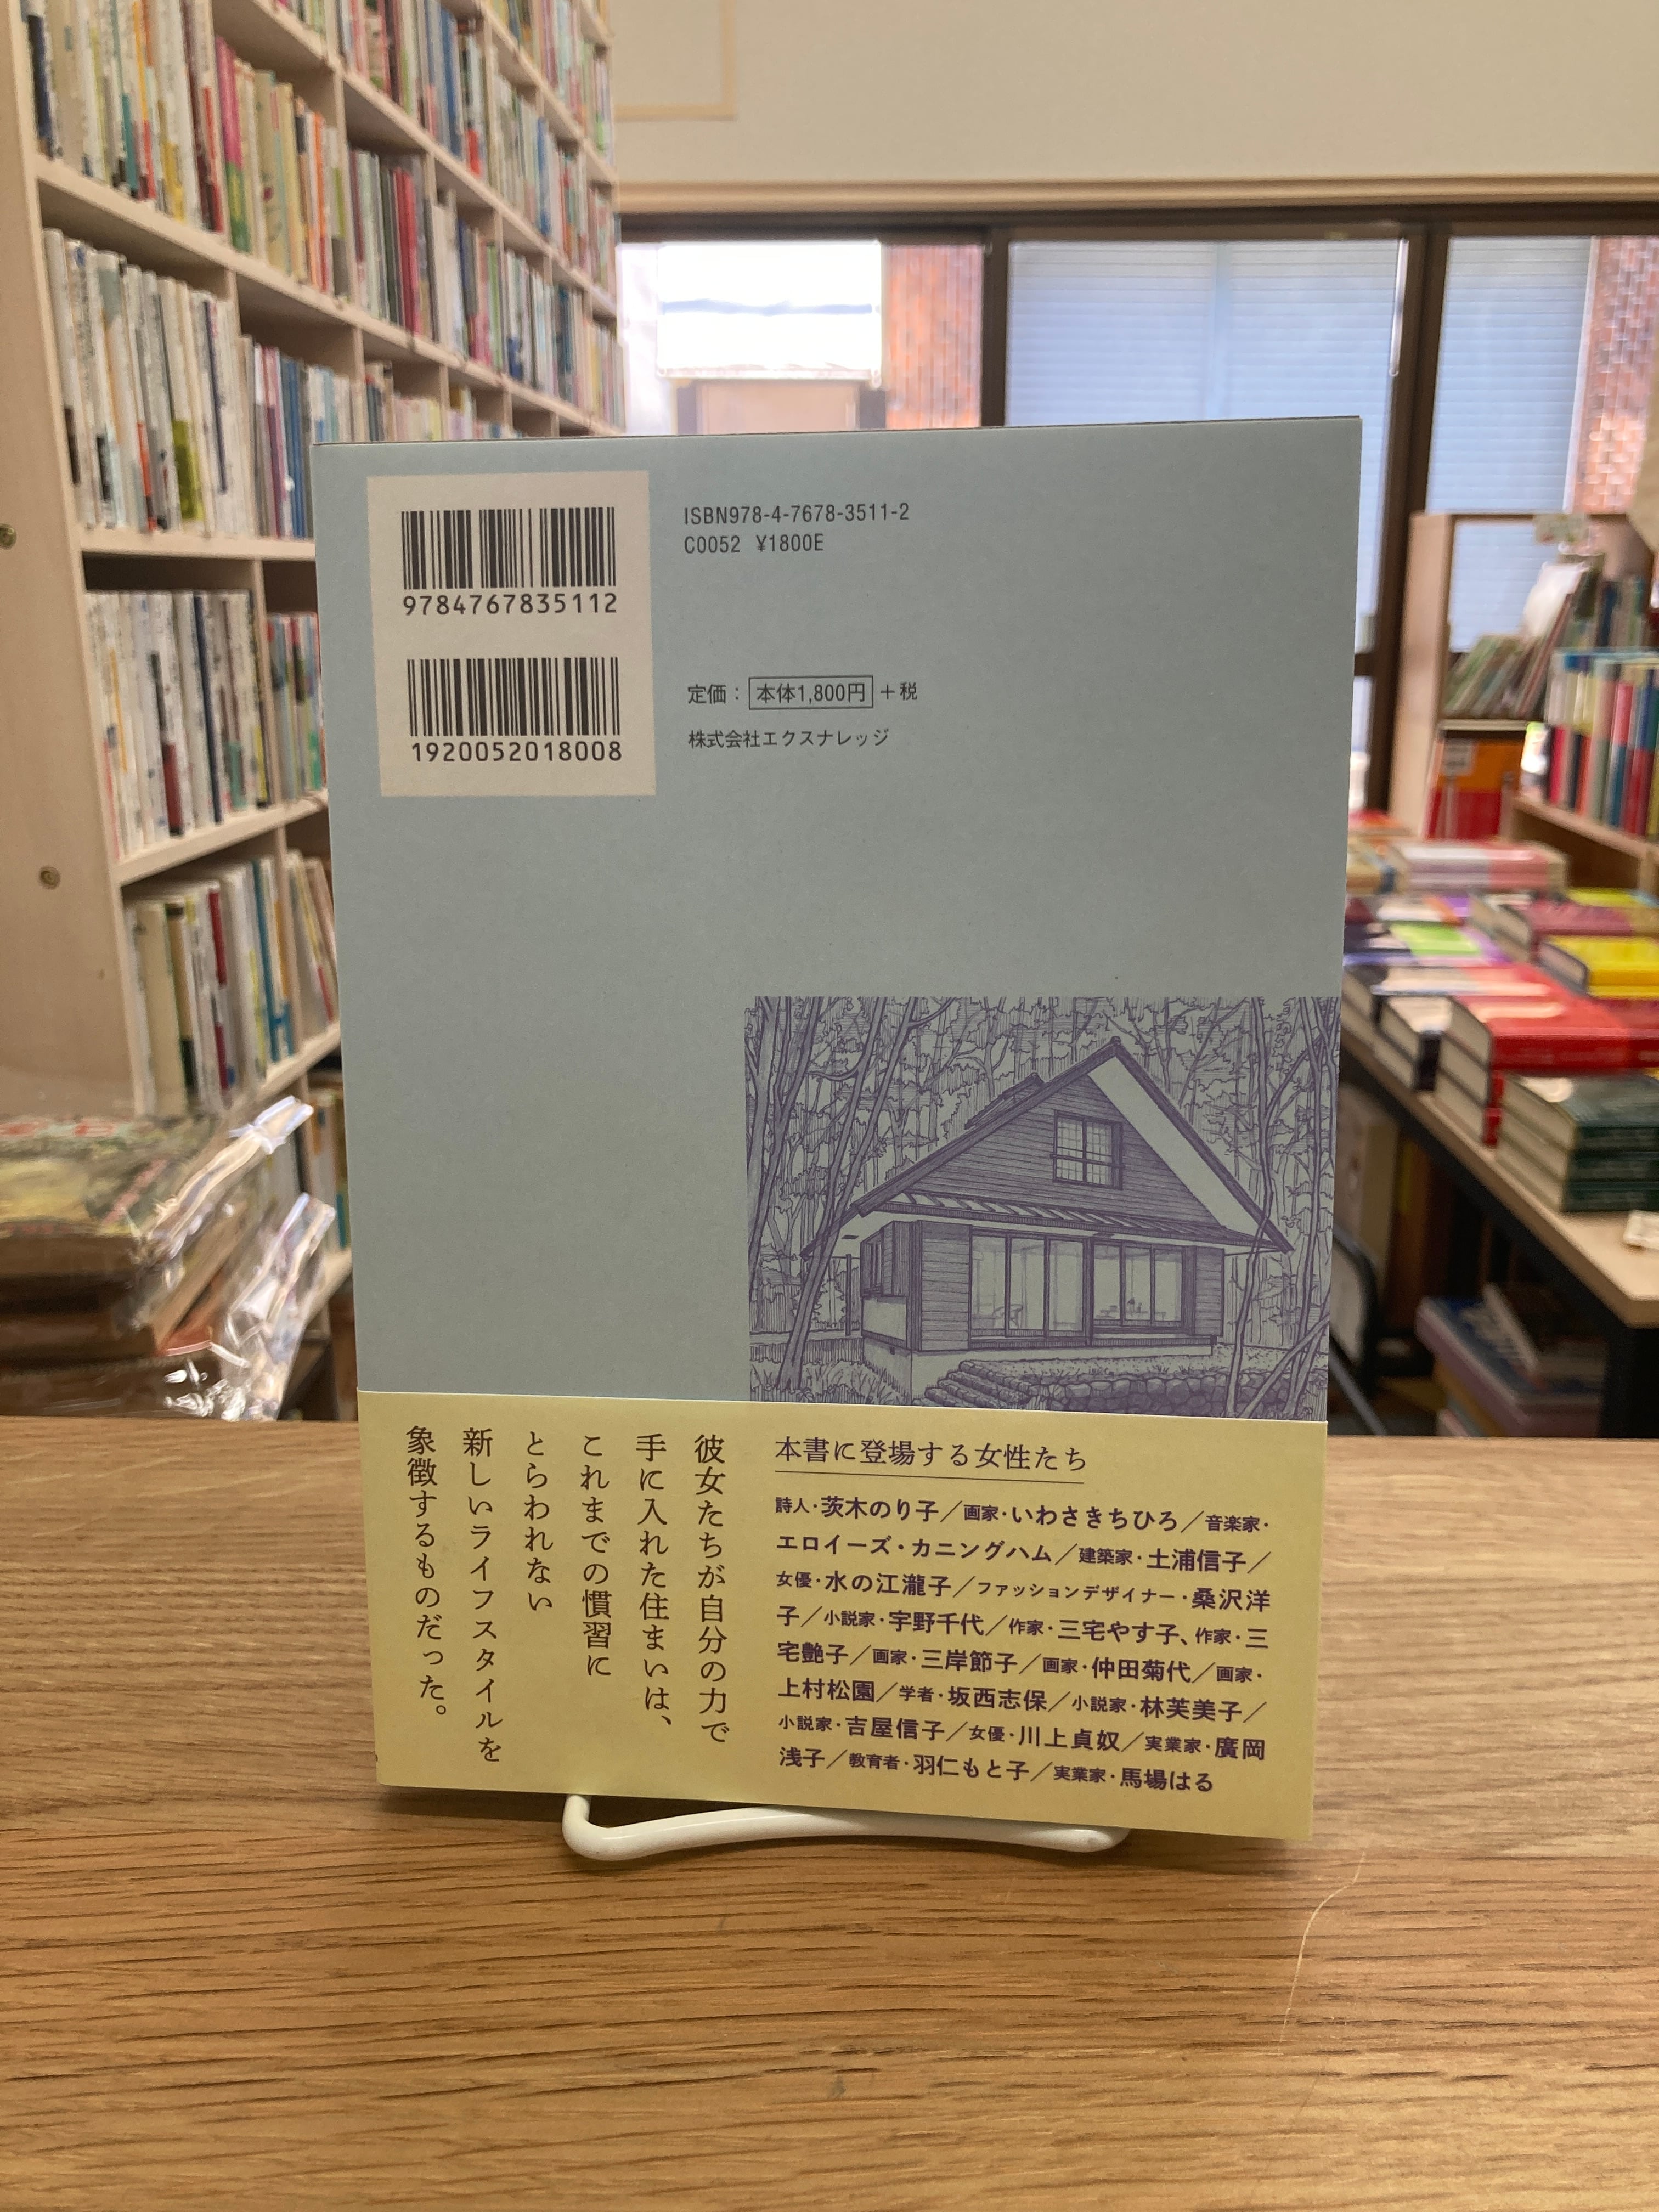 9784767835112
1920052018008
ISBN978-4-7678-3511-2
C0052 ¥1800E
定価：本体1,800円＋税
株式会社エクスナレッジ
彼女たちが自分の力で
手に入れた住まいは、
これまでの慣習に
とらわれない
新しいライフスタイルを
象徴するものだった。
本書に登場する女性たち
詩人・茨木のり子／画家・いわさきちひろ／音楽家・
エロイーズ・カニングハム／建築家・土浦信子／
女優・水の江瀧子／ファッションデザイナー・桑沢洋
子／小説家・宇野千代／作家・三宅やす子、作家・三
宅艶子／画家・三岸節子／画家・仲田菊代／画家・
上村松園／学者・坂西志保／小説家・林芙美子／
小説家・吉屋信子／女優・川上貞奴／実業家・廣岡
浅子／教育者・羽仁もと子／実業家・馬場はる